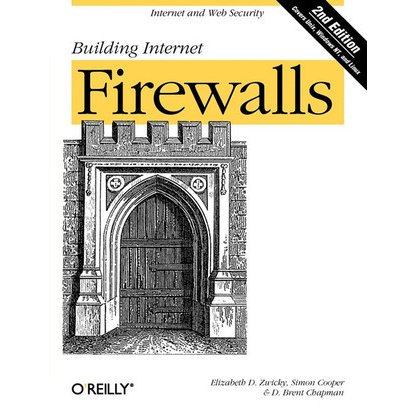 Internet and Web Security
2nd Edition
Covers Unix, Windows NT, and Linux
Building Internet
Firewalls
O'REILLY®
Elizabeth D. Zwicky, Simon Cooper
& D. Brent Chapman